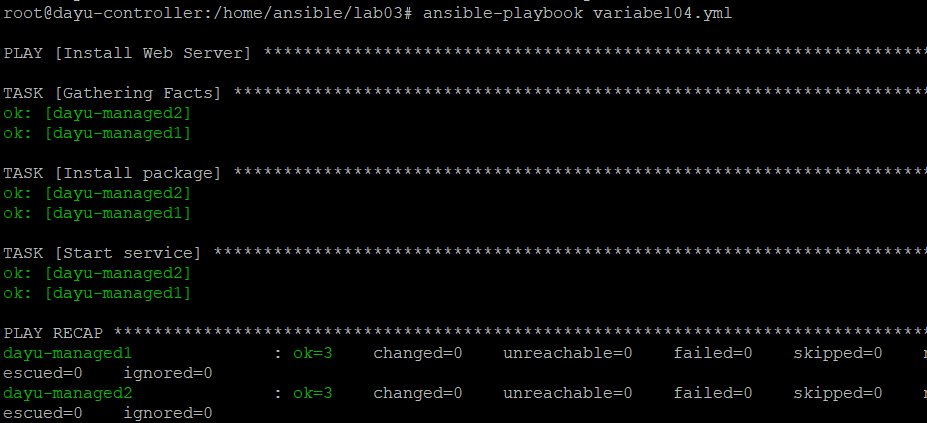 root@dayu-controller:/home/ansible/lab03# ansible-playbook variabel04.yml
PLAY [Install Web Server] *******************************************************************
TASK [Gathering Facts] **********************************************************************
ok: [dayu-managed2]
ok: [dayu-managed1]
TASK [Install package] **********************************************************************
ok: [dayu-managed2]
ok: [dayu-managed1]
TASK [Start service] ************************************************************************
ok: [dayu-managed2]
ok: [dayu-managed1]
PLAY RECAP **********************************************************************************
dayu-managed1              : ok=3    changed=0    unreachable=0    failed=0    skipped=0
escued=0    ignored=0
dayu-managed2              : ok=3    changed=0    unreachable=0    failed=0    skipped=0
escued=0    ignored=0